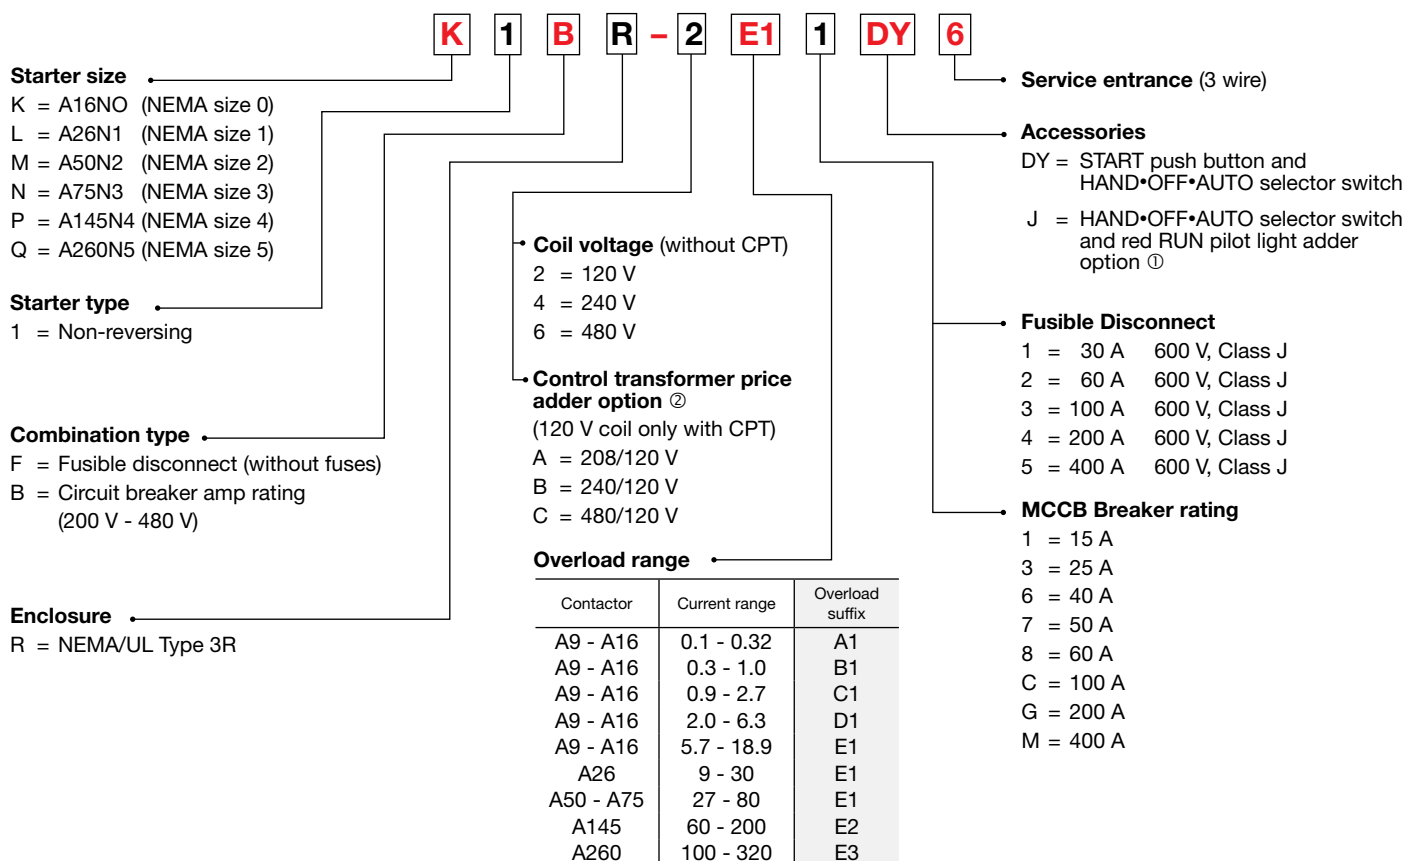 K 1 B R – 2 E1 1 DY 6
Starter size
K = A16NO (NEMA size 0)
L = A26N1 (NEMA size 1)
M = A50N2 (NEMA size 2)
N = A75N3 (NEMA size 3)
P = A145N4 (NEMA size 4)
Q = A260N5 (NEMA size 5)
Starter type
1 = Non-reversing
Combination type
F = Fusible disconnect (without fuses)
B = Circuit breaker amp rating
(200 V - 480 V)
Enclosure
R = NEMA/UL Type 3R
Coil voltage (without CPT)
2 = 120 V
4 = 240 V
6 = 480 V
Control transformer price
adder option ②
(120 V coil only with CPT)
A = 208/120 V
B = 240/120 V
C = 480/120 V
Overload range
Contactor Current range Overload
suffix
A9 - A16 0.1 - 0.32 A1
A9 - A16 0.3 - 1.0 B1
A9 - A16 0.9 - 2.7 C1
A9 - A16 2.0 - 6.3 D1
A9 - A16 5.7 - 18.9 E1
A26 9 - 30 E1
A50 - A75 27 - 80 E1
A145 60 - 200 E2
A260 100 - 320 E3
Service entrance (3 wire)
Accessories
DY = START push button and
HAND•OFF•AUTO selector switch
J = HAND•OFF•AUTO selector switch
and red RUN pilot light adder
option ①
Fusible Disconnect
1 = 30 A 600 V, Class J
2 = 60 A 600 V, Class J
3 = 100 A 600 V, Class J
4 = 200 A 600 V, Class J
5 = 400 A 600 V, Class J
MCCB Breaker rating
1 = 15 A
3 = 25 A
6 = 40 A
7 = 50 A
8 = 60 A
C = 100 A
G = 200 A
M = 400 A